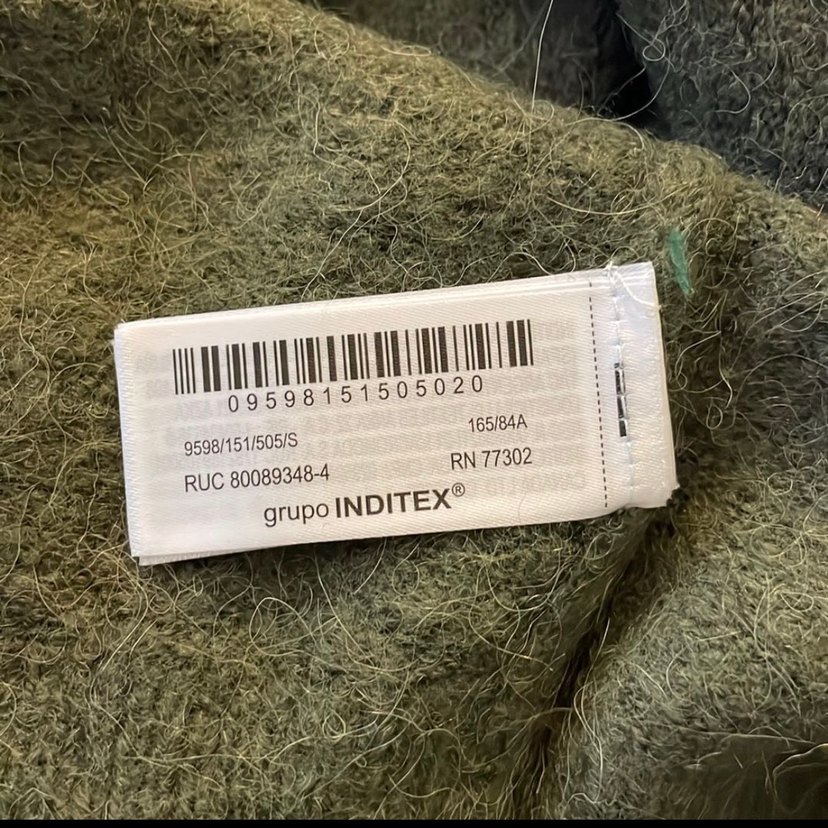 09598151505020
9598/151/505/S 165/84A
RUC 80089348-4 RN 77302
grupo INDITEX®